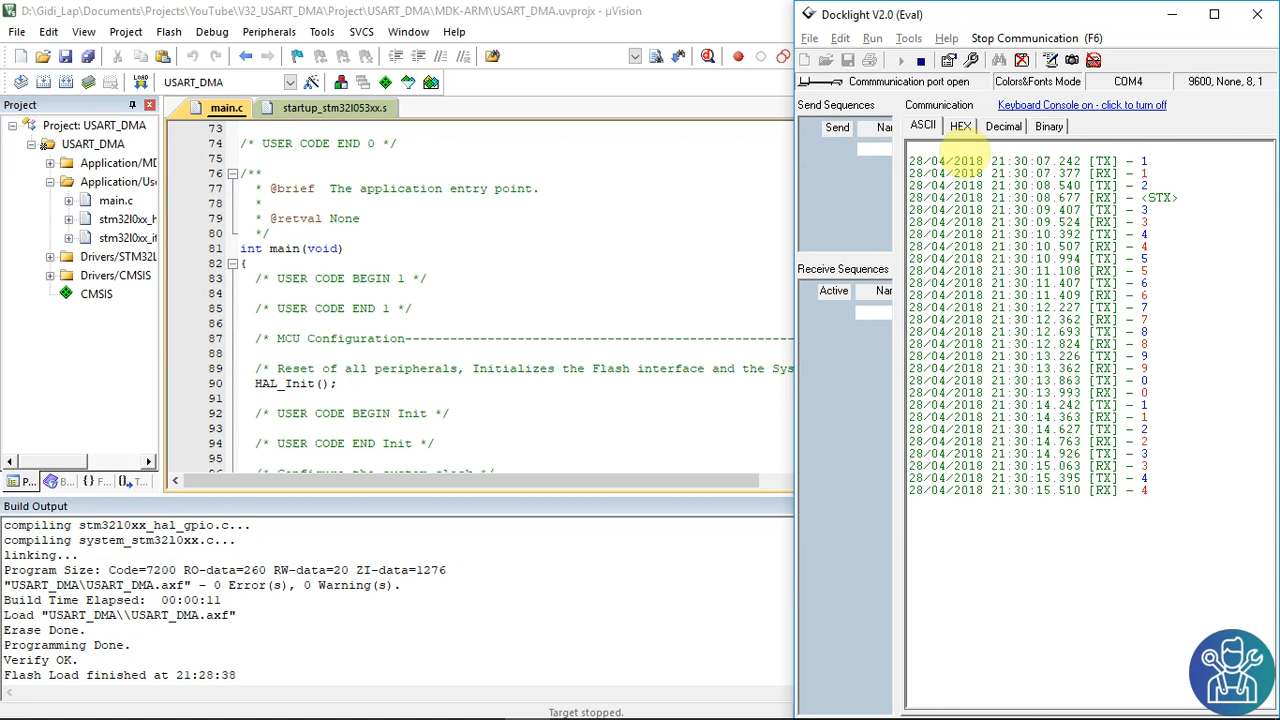 D:\Gidi_Lap\Documents\Projects\YouTube\V32_USART_DMA\Project\USART_DMA\MDK-ARM\USART_DMA.uvprojx - µVision
File Edit View Project Flash Debug Peripherals Tools SVCS Window Help
USART_DMA
Project
Project: USART_DMA
USART_DMA
Application/MD
Application/Use
main.c
stm32l0xx_h
stm32l0xx_it
Drivers/STM32L
Drivers/CMSIS
CMSIS
P... B... {} F... 0. T...
main.c startup_stm32l053xx.s
73
74 /* USER CODE END 0 */
75
76 /**
77 * @brief The application entry point.
78 *
79 * @retval None
80 */
81 int main(void)
82 {
83 /* USER CODE BEGIN 1 */
84
85 /* USER CODE END 1 */
86
87 /* MCU Configuration----------------------------------------------------
88
89 /* Reset of all peripherals, Initializes the Flash interface and the Sys
90 HAL_Init();
91
92 /* USER CODE BEGIN Init */
93
94 /* USER CODE END Init */
95
96 /* Configure the system clock */
Build Output
compiling stm32l0xx_hal_gpio.c...
compiling system_stm32l0xx.c...
linking...
Program Size: Code=7200 RO-data=260 RW-data=20 ZI-data=1276
"USART_DMA\USART_DMA.axf" - 0 Error(s), 0 Warning(s).
Build Time Elapsed: 00:00:11
Load "USART_DMA\\USART_DMA.axf"
Erase Done.
Programming Done.
Verify OK.
Flash Load finished at 21:28:38
Target stopped.
Docklight V2.0 (Eval)
File Edit Run Tools Help Stop Communication (F6)
Commmunication port open Colors&Fonts Mode COM4 9600, None, 8, 1
Send Sequences
Send Nan
Receive Sequences
Active Nan
Communication Keyboard Console on - click to turn off
ASCII HEX Decimal Binary
28/04/2018 21:30:07.242 [TX] - 1
28/04/2018 21:30:07.377 [RX] - 1
28/04/2018 21:30:08.540 [TX] - 2
28/04/2018 21:30:08.677 [RX] - <STX>
28/04/2018 21:30:09.407 [TX] - 3
28/04/2018 21:30:09.524 [RX] - 3
28/04/2018 21:30:10.392 [TX] - 4
28/04/2018 21:30:10.507 [RX] - 4
28/04/2018 21:30:10.994 [TX] - 5
28/04/2018 21:30:11.108 [RX] - 5
28/04/2018 21:30:11.407 [TX] - 6
28/04/2018 21:30:11.409 [RX] - 6
28/04/2018 21:30:12.227 [TX] - 7
28/04/2018 21:30:12.362 [RX] - 7
28/04/2018 21:30:12.693 [TX] - 8
28/04/2018 21:30:12.824 [RX] - 8
28/04/2018 21:30:13.226 [TX] - 9
28/04/2018 21:30:13.362 [RX] - 9
28/04/2018 21:30:13.863 [TX] - 0
28/04/2018 21:30:13.993 [RX] - 0
28/04/2018 21:30:14.242 [TX] - 1
28/04/2018 21:30:14.363 [RX] - 1
28/04/2018 21:30:14.627 [TX] - 2
28/04/2018 21:30:14.763 [RX] - 2
28/04/2018 21:30:14.926 [TX] - 3
28/04/2018 21:30:15.063 [RX] - 3
28/04/2018 21:30:15.395 [TX] - 4
28/04/2018 21:30:15.510 [RX] - 4